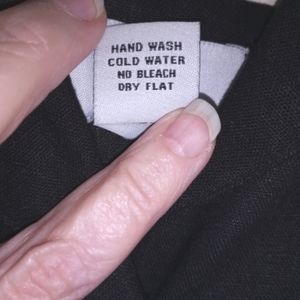 HAND WASH
COLD WATER
NO BLEACH
DRY FLAT